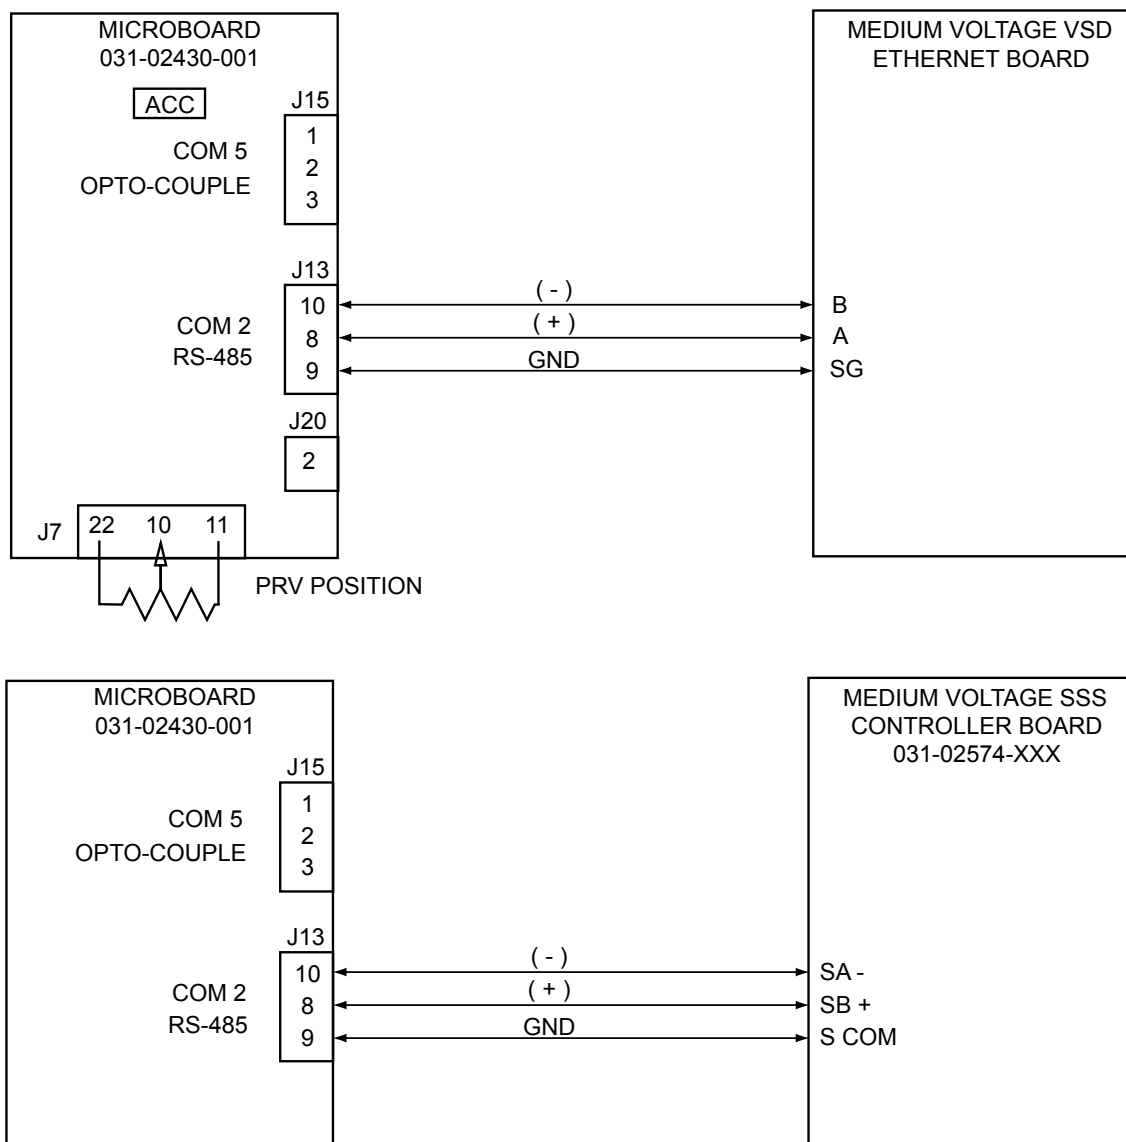 MICROBOARD
031-02430-001
ACC
J15
COM 5
OPTO-COUPLE
1
2
3
J13
COM 2
RS-485
10
8
9
( - )
( + )
GND
MEDIUM VOLTAGE VSD
ETHERNET BOARD
B
A
SG
J20
2
J7
22 10 11
PRV POSITION
MICROBOARD
031-02430-001
J15
COM 5
OPTO-COUPLE
1
2
3
J13
COM 2
RS-485
10
8
9
( - )
( + )
GND
MEDIUM VOLTAGE SSS
CONTROLLER BOARD
031-02574-XXX
SA -
SB +
S COM